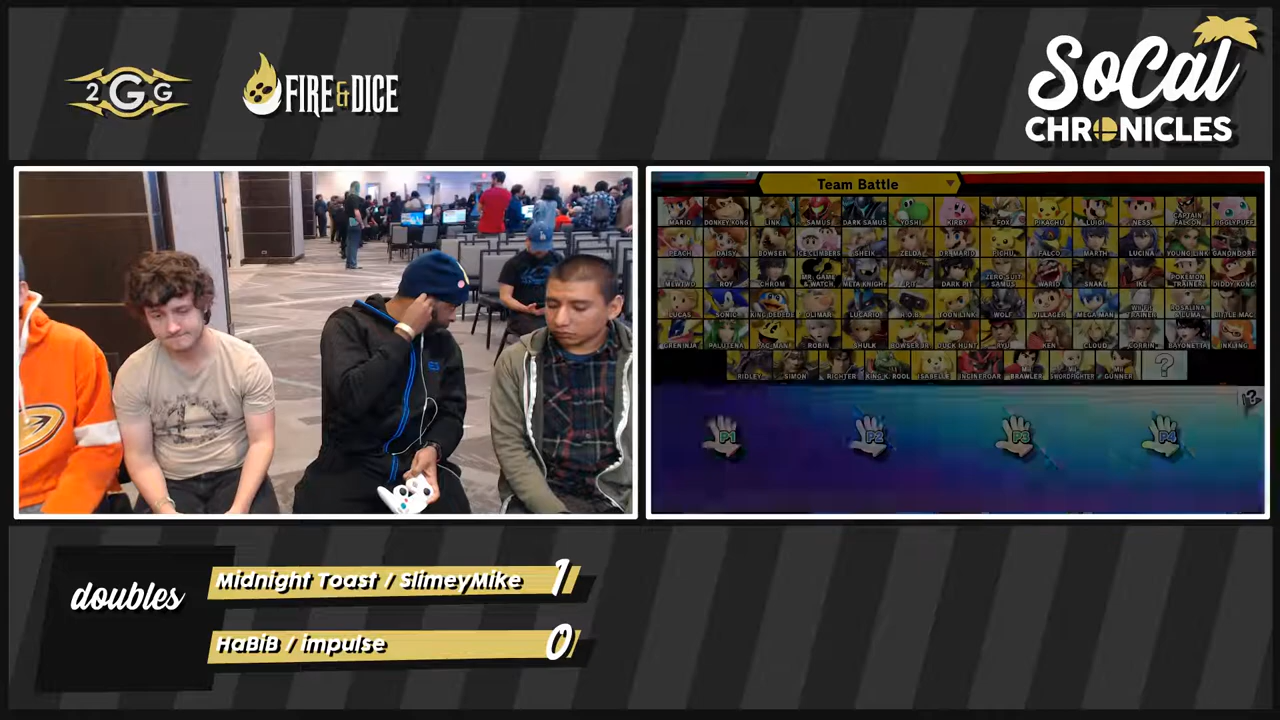 2GG
FIRE & DICE
SoCal
CHRONICLES
Team Battle
MARIO DONKEY KONG LINK SAMUS DARK SAMUS YOSHI KIRBY FOX PIKACHU LUIGI NESS CAPTAIN FALCON JIGGLYPUFF
PEACH DAISY BOWSER ICE CLIMBERS SHEIK ZELDA DR. MARIO PICHU FALCO MARTH LUCINA YOUNG LINK GANONDORF
MEWTWO ROY CHROM MR. GAME & WATCH META KNIGHT PIT DARK PIT ZERO SUIT SAMUS WARIO SNAKE IKE POKÉMON TRAINER DIDDY KONG
LUCAS SONIC KING DEDEDE OLIMAR LUCARIO R.O.B. TOON LINK WOLF VILLAGER MEGA MAN WII FIT TRAINER ROSALINA & LUMA LITTLE MAC
GRENINJA PALUTENA PAC-MAN ROBIN SHULK BOWSER JR. DUCK HUNT RYU KEN CLOUD CORRIN BAYONETTA INKLING
RIDLEY SIMON RICHTER KING K. ROOL ISABELLE INCINEROAR Mii BRAWLER Mii SWORDFIGHTER Mii GUNNER ?
?
P1 P2 P3 P4
doubles
Midnight Toast / SlimeyMike 1
HaBiB / impulse 0